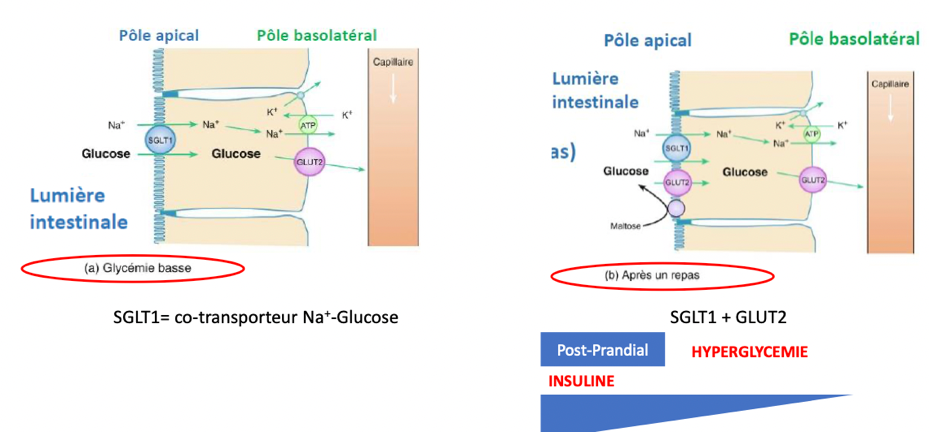 Pôle apical
Pôle basolatéral
Capillaire
K⁺
K⁺
Na⁺
Na⁺
ATP
Na⁺
SGLT1
Glucose
Glucose
GLUT2
Lumière
intestinale
(a) Glycémie basse
SGLT1= co-transporteur Na⁺-Glucose
Pôle apical
Pôle basolatéral
Lumière
intestinale
Capillaire
K⁺
K⁺
Na⁺
Na⁺
ATP
Na⁺
as)
SGLT1
Glucose
Glucose
GLUT2
GLUT2
Maltose
(b) Après un repas
SGLT1 + GLUT2
Post-Prandial
HYPERGLYCEMIE
INSULINE